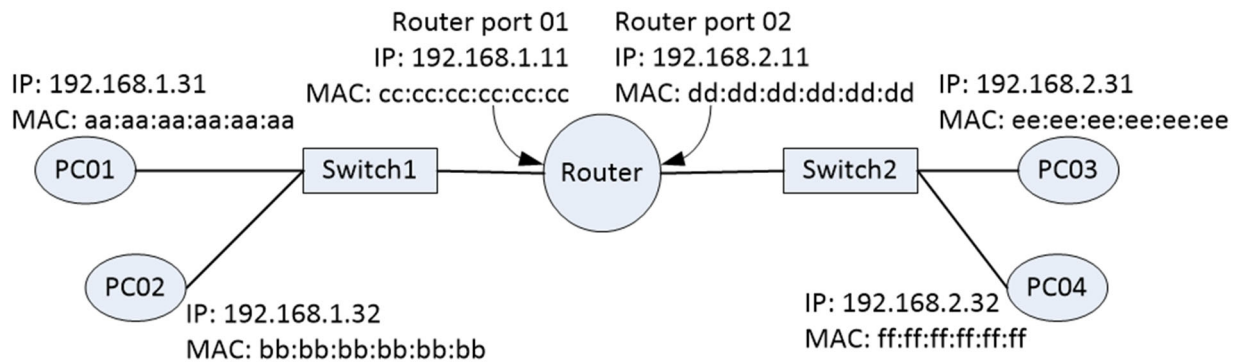 Router port 01
IP: 192.168.1.11
MAC: cc:cc:cc:cc:cc:cc
Router port 02
IP: 192.168.2.11
MAC: dd:dd:dd:dd:dd:dd
IP: 192.168.1.31
MAC: aa:aa:aa:aa:aa:aa
IP: 192.168.2.31
MAC: ee:ee:ee:ee:ee:ee
PC01
Switch1
Router
Switch2
PC03
PC02
IP: 192.168.1.32
MAC: bb:bb:bb:bb:bb:bb
PC04
IP: 192.168.2.32
MAC: ff:ff:ff:ff:ff:ff